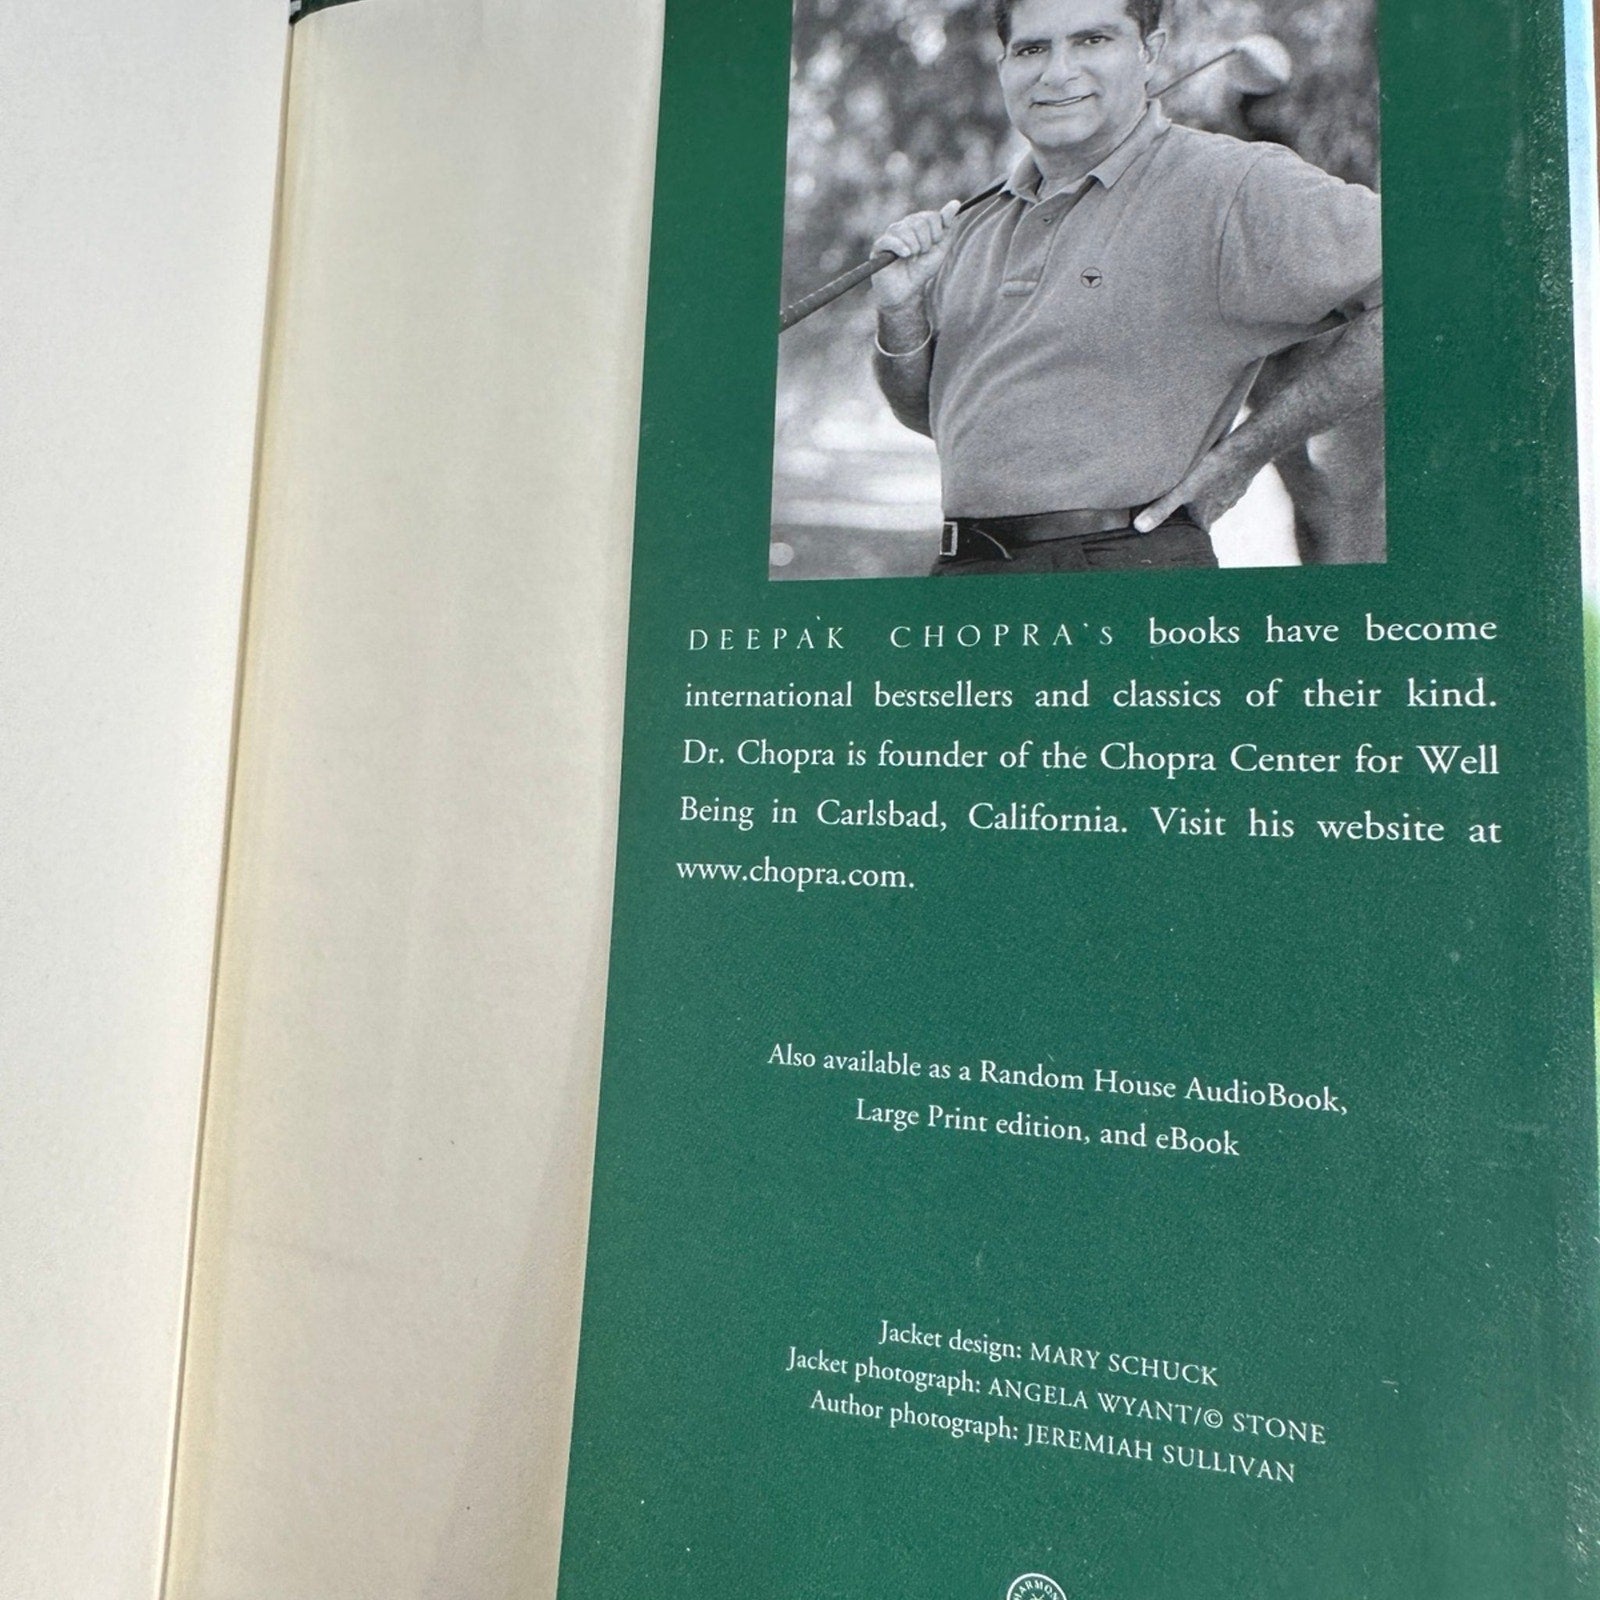 DEEPAK CHOPRA'S books have become
international bestsellers and classics of their kind.
Dr. Chopra is founder of the Chopra Center for Well
Being in Carlsbad, California. Visit his website at
www.chopra.com.
Also available as a Random House AudioBook,
Large Print edition, and eBook
Jacket design: MARY SCHUCK
Jacket photograph: ANGELA WYANT/© STONE
Author photograph: JEREMIAH SULLIVAN